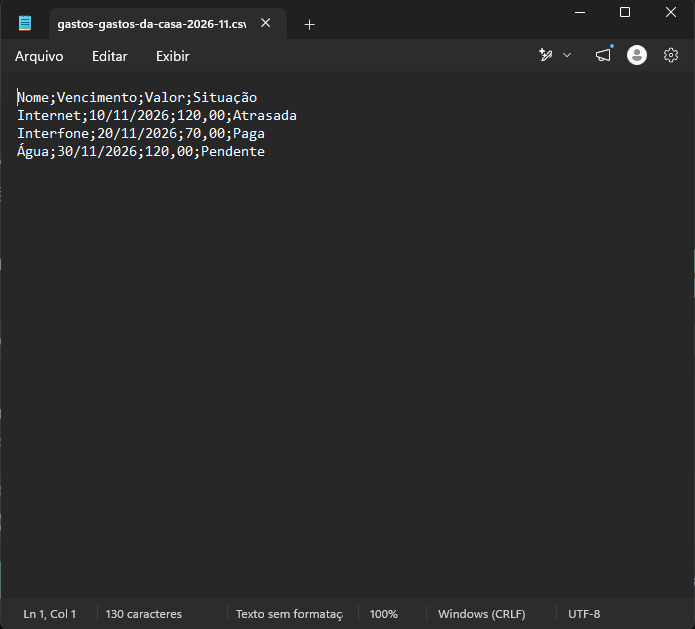 gastos-gastos-da-casa-2026-11.csv
Arquivo Editar Exibir
Nome;Vencimento;Valor;Situação
Internet;10/11/2026;120,00;Atrasada
Interfone;20/11/2026;70,00;Paga
Água;30/11/2026;120,00;Pendente
Ln 1, Col 1 130 caracteres Texto sem formataç 100% Windows (CRLF) UTF-8